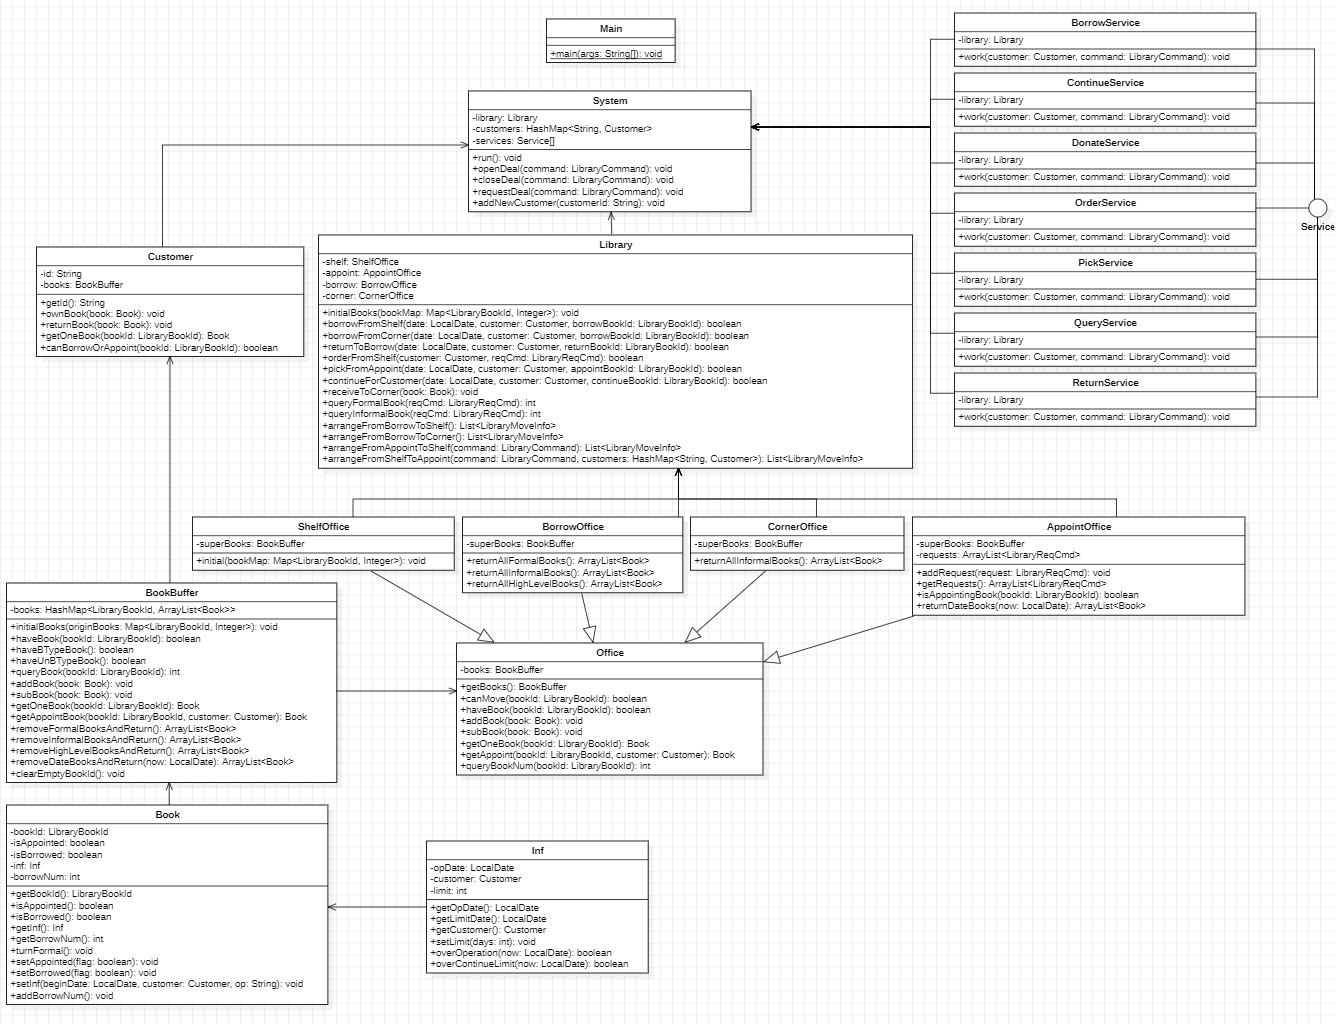 Main
+main(args: String[]): void
System
-library: Library
-customers: HashMap<String, Customer>
-services: Service[]
+run(): void
+openDeal(command: LibraryCommand): void
+closeDeal(command: LibraryCommand): void
+requestDeal(command: LibraryCommand): void
+addNewCustomer(customerId: String): void
BorrowService
-library: Library
+work(customer: Customer, command: LibraryCommand): void
ContinueService
-library: Library
+work(customer: Customer, command: LibraryCommand): void
DonateService
-library: Library
+work(customer: Customer, command: LibraryCommand): void
OrderService
-library: Library
+work(customer: Customer, command: LibraryCommand): void
PickService
-library: Library
+work(customer: Customer, command: LibraryCommand): void
QueryService
-library: Library
+work(customer: Customer, command: LibraryCommand): void
ReturnService
-library: Library
+work(customer: Customer, command: LibraryCommand): void
Service
Customer
-id: String
-books: BookBuffer
+getId(): String
+ownBook(book: Book): void
+returnBook(book: Book): void
+getOneBook(bookId: LibraryBookId): Book
+canBorrowOrAppoint(bookId: LibraryBookId): boolean
Library
-shelf: ShelfOffice
-appoint: AppointOffice
-borrow: BorrowOffice
-corner: CornerOffice
+initialBooks(bookMap: Map<LibraryBookId, Integer>): void
+borrowFromShelf(date: LocalDate, customer: Customer, borrowBookId: LibraryBookId): boolean
+borrowFromCorner(date: LocalDate, customer: Customer, borrowBookId: LibraryBookId): boolean
+returnToBorrow(date: LocalDate, customer: Customer, returnBookId: LibraryBookId): boolean
+orderFromShelf(customer: Customer, reqCmd: LibraryReqCmd): boolean
+pickFromAppoint(date: LocalDate, customer: Customer, appointBookId: LibraryBookId): boolean
+continueForCustomer(date: LocalDate, customer: Customer, continueBookId: LibraryBookId): boolean
+receiveToCorner(book: Book): void
+queryFormalBook(reqCmd: LibraryReqCmd): int
+queryInformalBook(reqCmd: LibraryReqCmd): int
+arrangeFromBorrowToShelf(): List<LibraryMoveInfo>
+arrangeFromBorrowToCorner(): List<LibraryMoveInfo>
+arrangeFromAppointToShelf(command: LibraryCommand): List<LibraryMoveInfo>
+arrangeFromShelfToAppoint(command: LibraryCommand, customers: HashMap<String, Customer>): List<LibraryMoveInfo>
ShelfOffice
-superBooks: BookBuffer
+initial(bookMap: Map<LibraryBookId, Integer>): void
BorrowOffice
-superBooks: BookBuffer
+returnAllFormalBooks(): ArrayList<Book>
+returnAllInformalBooks(): ArrayList<Book>
+returnAllHighLevelBooks(): ArrayList<Book>
CornerOffice
-superBooks: BookBuffer
+returnAllInformalBooks(): ArrayList<Book>
AppointOffice
-superBooks: BookBuffer
-requests: ArrayList<LibraryReqCmd>
+addRequest(request: LibraryReqCmd): void
+getRequests(): ArrayList<LibraryReqCmd>
+isAppointingBook(bookId: LibraryBookId): boolean
+returnDateBooks(now: LocalDate): ArrayList<Book>
BookBuffer
-books: HashMap<LibraryBookId, ArrayList<Book>>
+initialBooks(originBooks: Map<LibraryBookId, Integer>): void
+haveBook(bookId: LibraryBookId): boolean
+haveBTypeBook(): boolean
+haveUnBTypeBook(): boolean
+queryBook(bookId: LibraryBookId): int
+addBook(book: Book): void
+subBook(book: Book): void
+getOneBook(bookId: LibraryBookId): Book
+getAppointBook(bookId: LibraryBookId, customer: Customer): Book
+removeFormalBooksAndReturn(): ArrayList<Book>
+removeInformalBooksAndReturn(): ArrayList<Book>
+removeHighLevelBooksAndReturn(): ArrayList<Book>
+removeDateBooksAndReturn(now: LocalDate): ArrayList<Book>
+clearEmptyBookId(): void
Office
-books: BookBuffer
+getBooks(): BookBuffer
+canMove(bookId: LibraryBookId): boolean
+haveBook(bookId: LibraryBookId): boolean
+addBook(book: Book): void
+subBook(book: Book): void
+getOneBook(bookId: LibraryBookId): Book
+getAppoint(bookId: LibraryBookId, customer: Customer): Book
+queryBookNum(bookId: LibraryBookId): int
Book
-bookId: LibraryBookId
-isAppointed: boolean
-isBorrowed: boolean
-inf: Inf
-borrowNum: int
+getBookId(): LibraryBookId
+isAppointed(): boolean
+isBorrowed(): boolean
+getInf(): Inf
+getBorrowNum(): int
+turnFormal(): void
+setAppointed(flag: boolean): void
+setBorrowed(flag: boolean): void
+setInf(beginDate: LocalDate, customer: Customer, op: String): void
+addBorrowNum(): void
Inf
-opDate: LocalDate
-customer: Customer
-limit: int
+getOpDate(): LocalDate
+getLimitDate(): LocalDate
+getCustomer(): Customer
+setLimit(days: int): void
+overOperation(now: LocalDate): boolean
+overContinueLimit(now: LocalDate): boolean